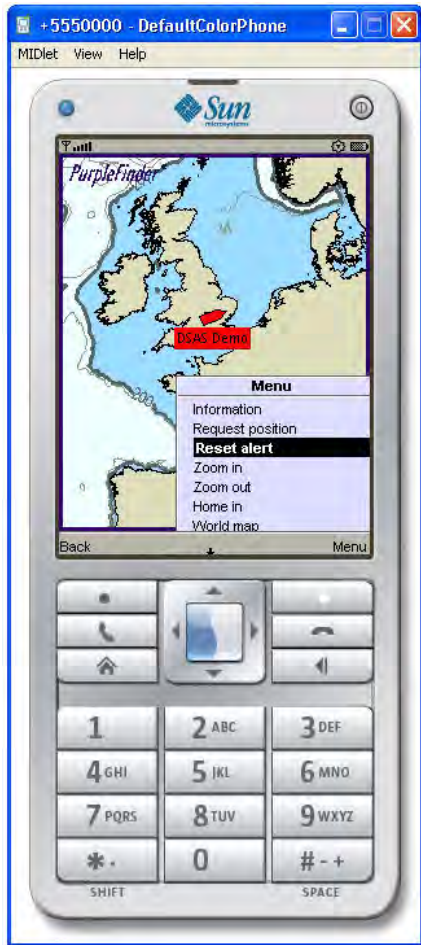 +5550000 - DefaultColorPhone
MIDlet View Help
Sun
microsystems
PurpleFinder
DSAS Demo
200
Menu
Information
Request position
Reset alert
Zoom in
Zoom out
Home in
World map
Back Menu
1 2 ABC 3 DEF
4 GHI 5 JKL 6 MNO
7 PQRS 8 TUV 9 WXYZ
* . 0 # - +
SHIFT SPACE